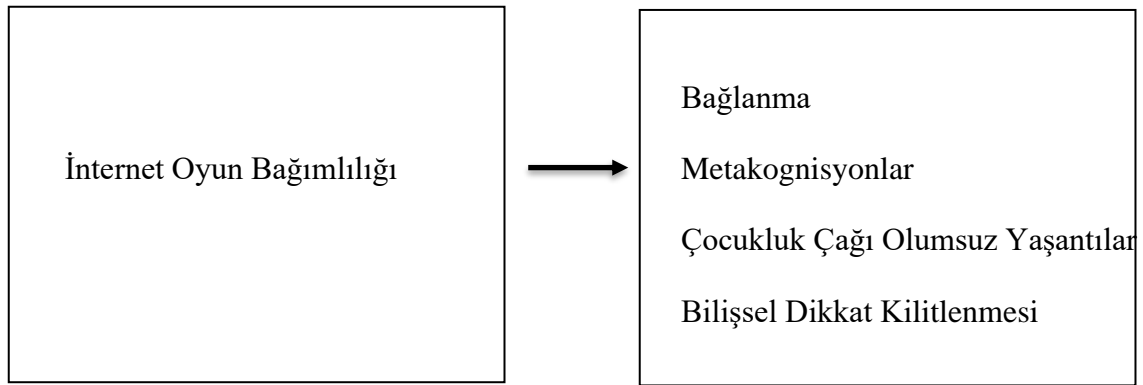 İnternet Oyun Bağımlılığı
Bağlanma
Metakognisyonlar
Çocukluk Çağı Olumsuz Yaşantılar
Bilişsel Dikkat Kilitlenmesi